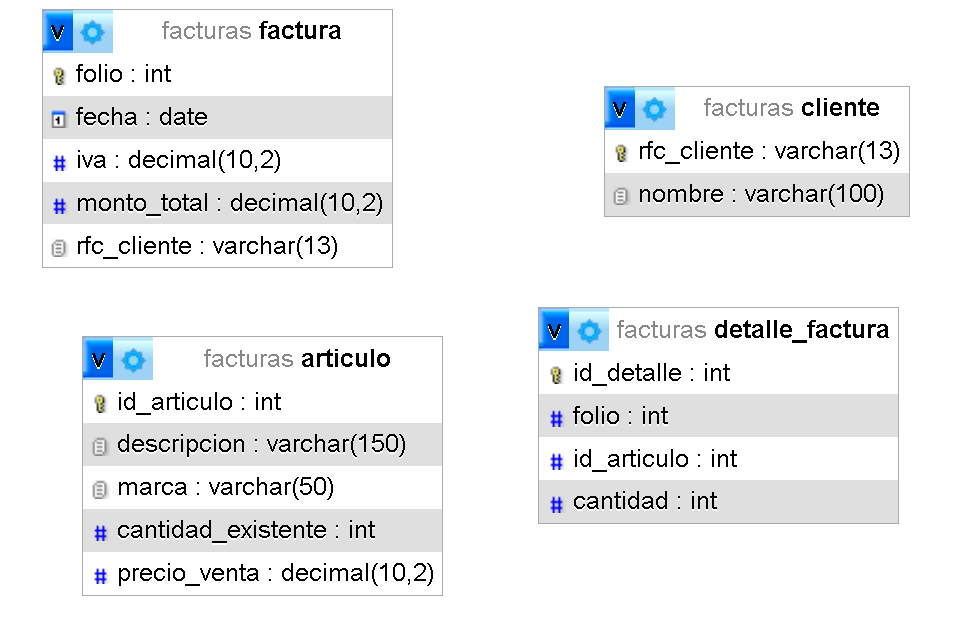 v facturas factura
folio : int
fecha : date
# iva : decimal(10,2)
# monto_total : decimal(10,2)
rfc_cliente : varchar(13)
v facturas cliente
rfc_cliente : varchar(13)
nombre : varchar(100)
v facturas articulo
id_articulo : int
descripcion : varchar(150)
marca : varchar(50)
# cantidad_existente : int
# precio_venta : decimal(10,2)
v facturas detalle_factura
id_detalle : int
# folio : int
# id_articulo : int
# cantidad : int